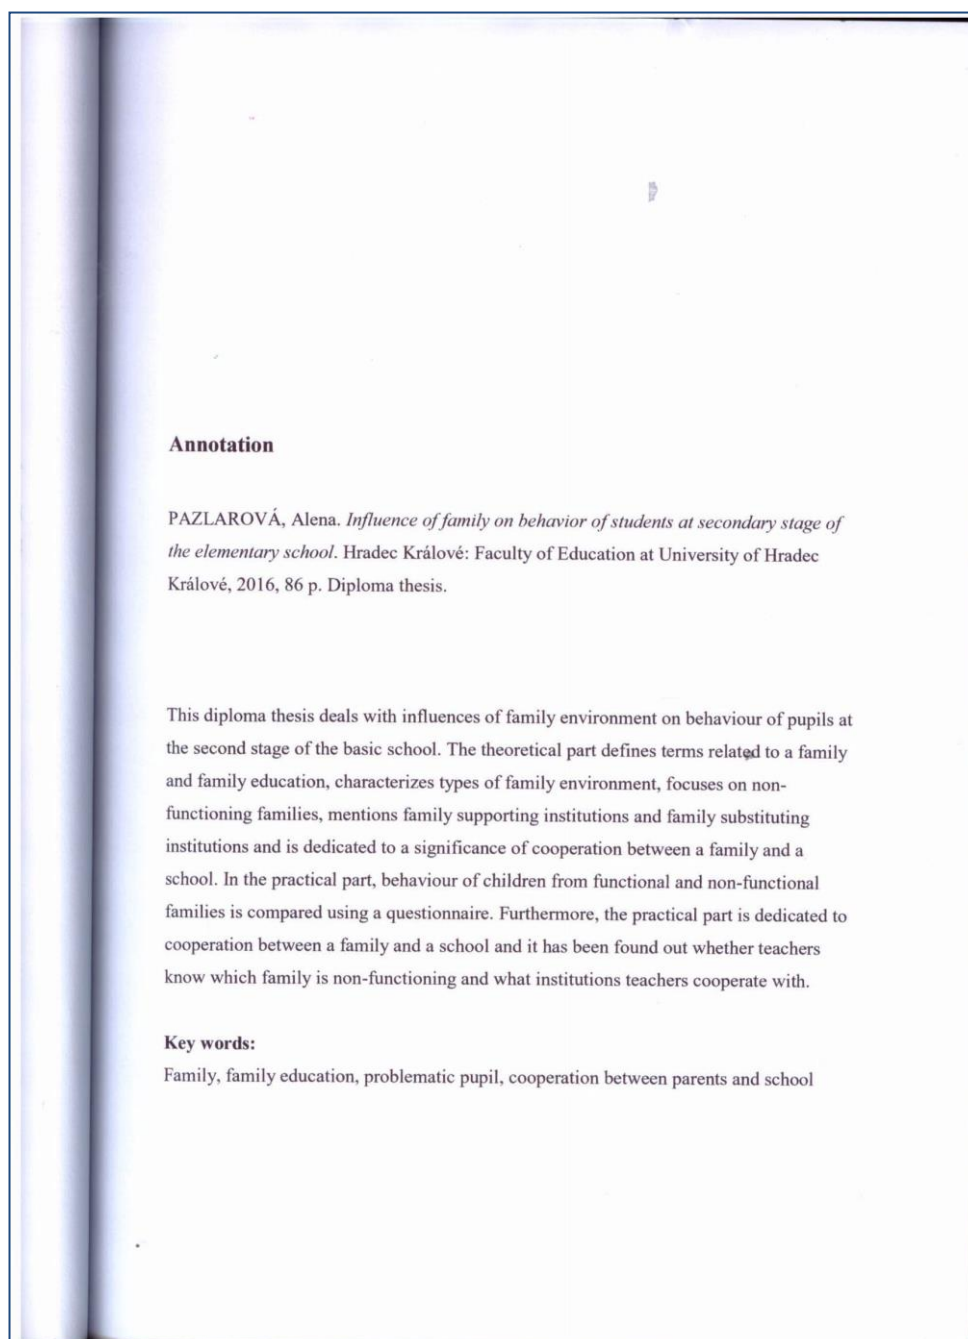 Annotation
PAZLAROVÁ, Alena. Influence of family on behavior of students at secondary stage of
the elementary school. Hradec Králové: Faculty of Education at University of Hradec
Králové, 2016, 86 p. Diploma thesis.
This diploma thesis deals with influences of family environment on behaviour of pupils at
the second stage of the basic school. The theoretical part defines terms related to a family
and family education, characterizes types of family environment, focuses on non-
functioning families, mentions family supporting institutions and family substituting
institutions and is dedicated to a significance of cooperation between a family and a
school. In the practical part, behaviour of children from functional and non-functional
families is compared using a questionnaire. Furthermore, the practical part is dedicated to
cooperation between a family and a school and it has been found out whether teachers
know which family is non-functioning and what institutions teachers cooperate with.
Key words:
Family, family education, problematic pupil, cooperation between parents and school